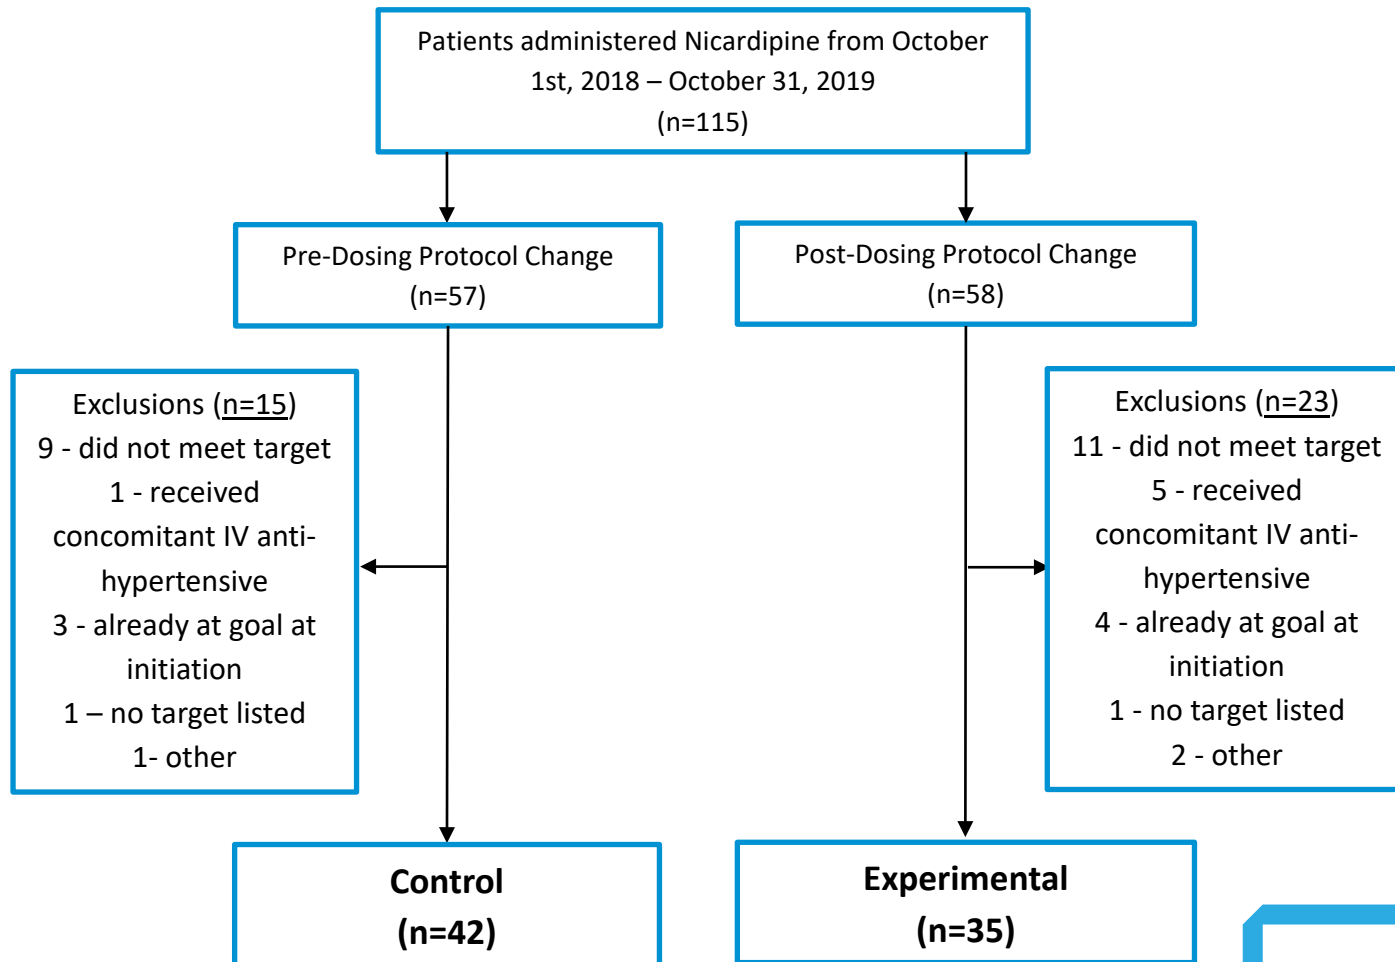 Patients administered Nicardipine from October
1st, 2018 – October 31, 2019
(n=115)
Pre-Dosing Protocol Change
(n=57)
Post-Dosing Protocol Change
(n=58)
Exclusions (n=15)
9 - did not meet target
1 - received
concomitant IV anti-
hypertensive
3 - already at goal at
initiation
1 – no target listed
1- other
Exclusions (n=23)
11 - did not meet target
5 - received
concomitant IV anti-
hypertensive
4 - already at goal at
initiation
1 - no target listed
2 - other
Control
(n=42)
Experimental
(n=35)